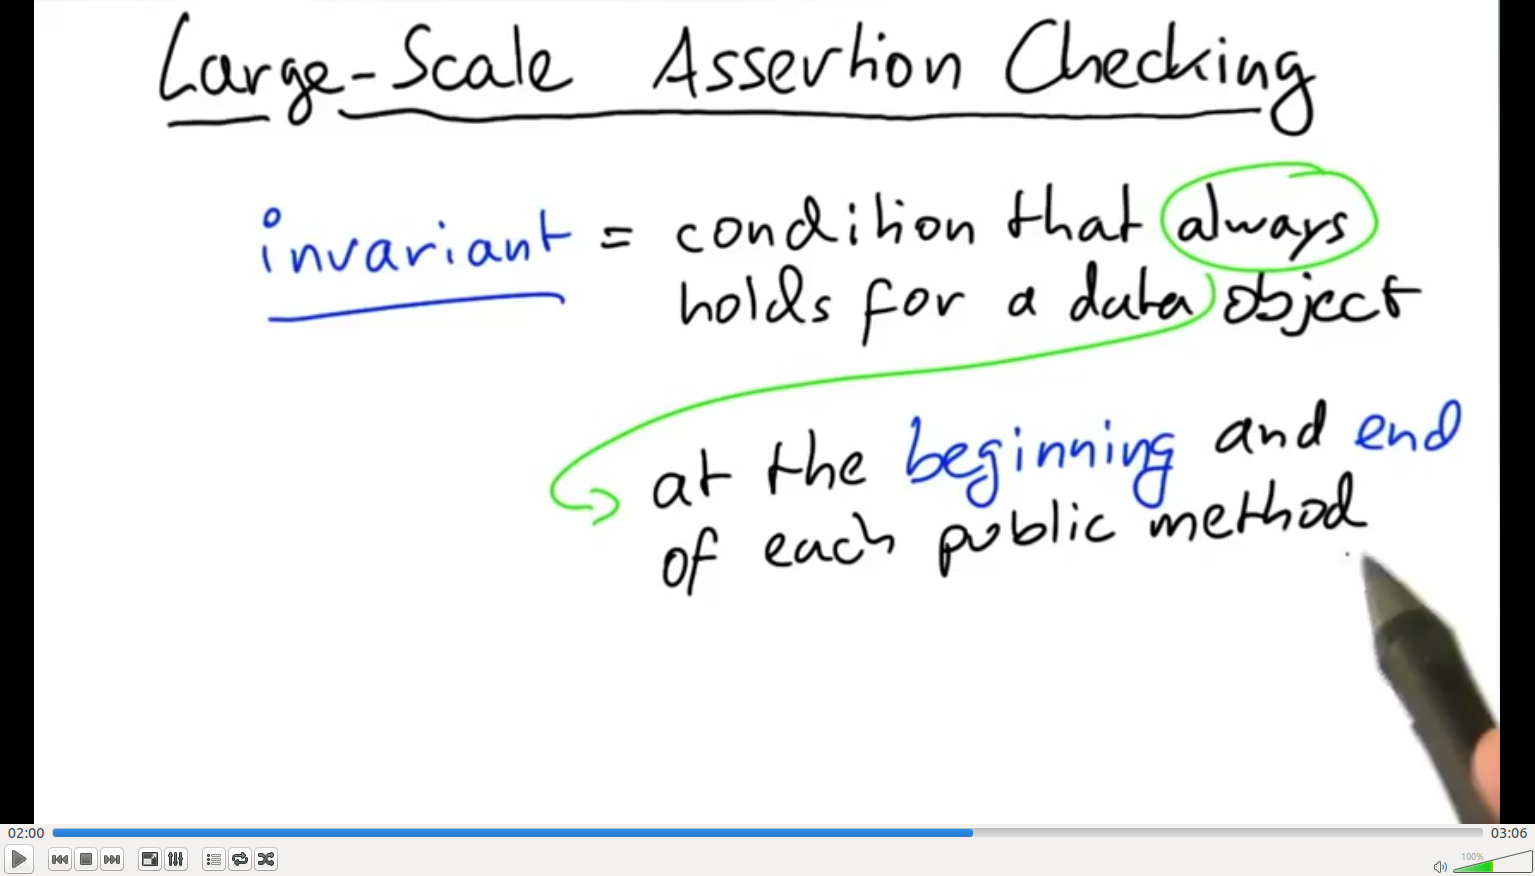 Large-Scale Assertion Checking
invariant = condition that always
holds for a data object
at the beginning and end
of each public method
02:00
03:06
100%